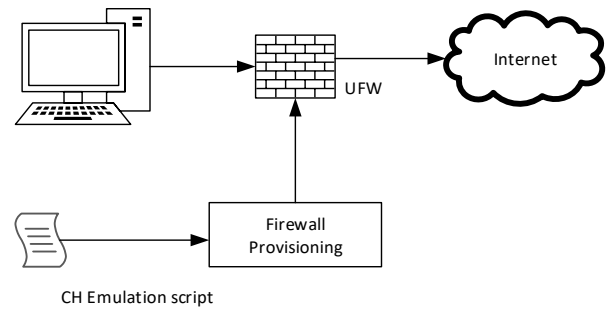 Internet
UFW
Firewall
Provisioning
CH Emulation script